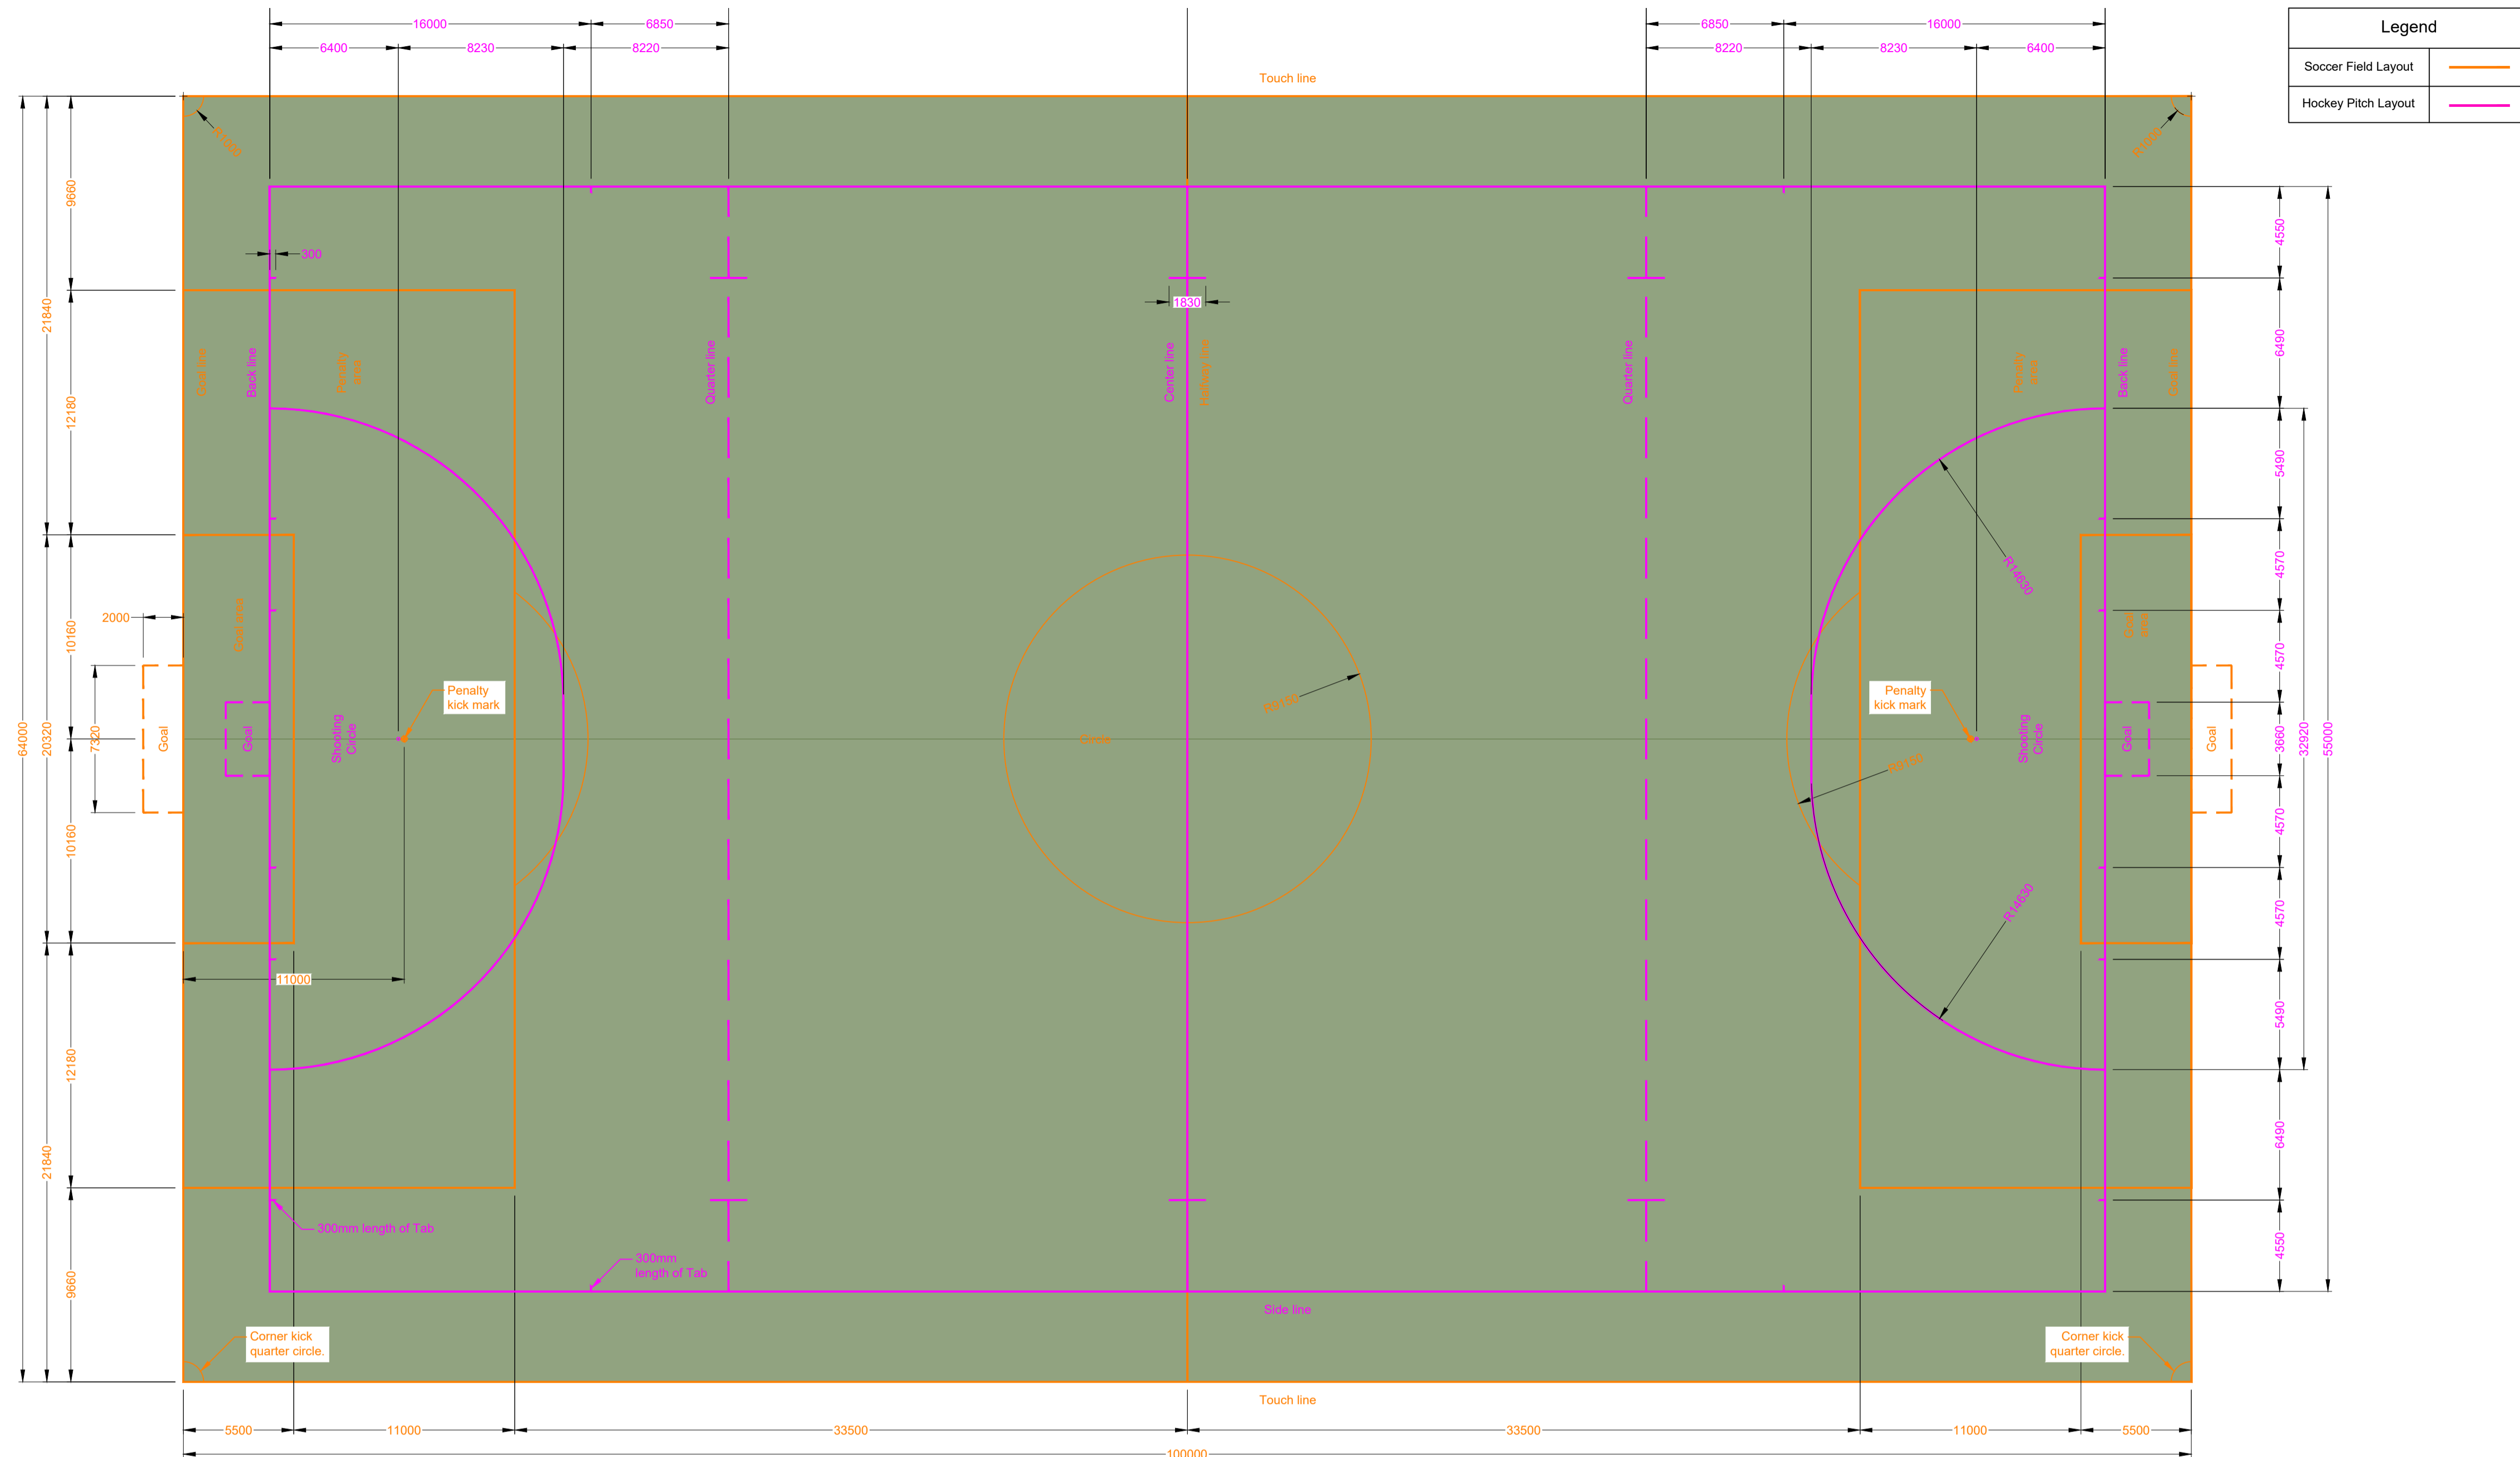 16000
6850
6850
16000
6400
8230
8220
8220
8230
6400
Legend
Soccer Field Layout
Hockey Pitch Layout
Touch line
9660
300
4550
21840
1830
6490
12180
Goal line
Back line
Penalty
area
Quarter line
Center line
Halfway line
Quarter line
Penalty
area
Back line
Goal line
5490
R14630
4570
2000
10160
Goal area
Goal
area
4570
Penalty
kick mark
R9150
Penalty
kick mark
64000
20320
7320
Goal
Goal
Shooting
Circle
Circle
Shooting
Circle
Goal
Goal
3660
32920
55000
R9150
10160
4570
R14630
4570
11000
5490
12180
21840
6490
300mm length of Tab
300mm
length of Tab
4550
9660
Side line
Corner kick
quarter circle.
Corner kick
quarter circle.
Touch line
5500
11000
33500
33500
11000
5500
100000